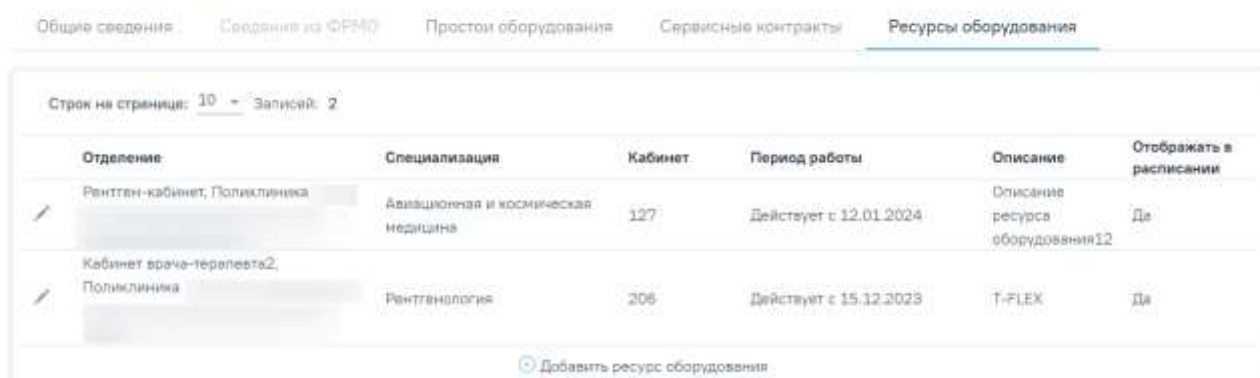 Общие сведения Сведения из ФРМО Простои оборудования Сервисные контракты Ресурсы оборудования
Строк на странице: 10 Записей: 2
Отделение Специализация Кабинет Период работы Описание Отображать в расписании
Рентген-кабинет, Поликлиника
Авиационная и космическая
медицина
127
Действует с 12.01.2024
Описание
ресурса
оборудования12
Да
Кабинет врача-терапевта2,
Поликлиника
Рентгенология
206
Действует с 15.12.2023
T-FLEX
Да
Добавить ресурс оборудования